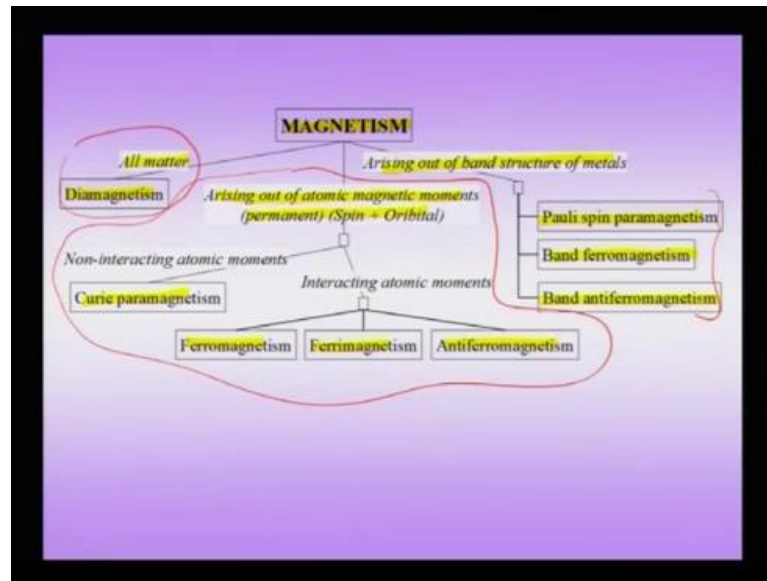 MAGNETISM
All matter
Arising out of band structure of metals
Diamagnetism
Arising out of atomic magnetic moments
(permanent) (Spin + Oribital)
Pauli spin paramagnetism
Band ferromagnetism
Band antiferromagnetism
Non-interacting atomic moments
Interacting atomic moments
Curie paramagnetism
Ferromagnetism
Ferrimagnetism
Antiferromagnetism